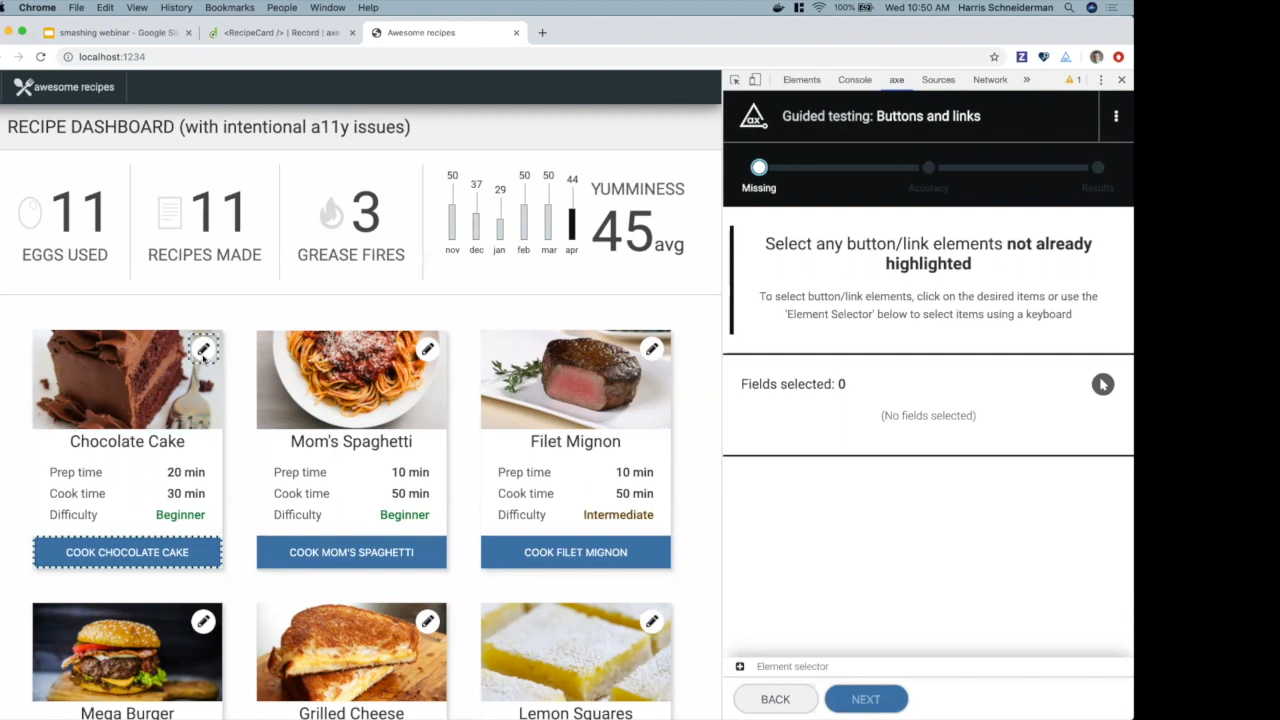 Chrome File Edit View History Bookmarks People Window Help 100% Wed 10:50 AM Harris Schneiderman
smashing webinar - Google Sli
<RecipeCard /> | Record | axe
Awesome recipes
localhost:1234
Z
awesome recipes
RECIPE DASHBOARD (with intentional a11y issues)
11
EGGS USED
11
RECIPES MADE
3
GREASE FIRES
50 37 29 50 50 44
nov dec jan feb mar apr
YUMMINESS
45avg
Chocolate Cake
Prep time 20 min
Cook time 30 min
Difficulty Beginner
COOK CHOCOLATE CAKE
Mom's Spaghetti
Prep time 10 min
Cook time 50 min
Difficulty Beginner
COOK MOM'S SPAGHETTI
Filet Mignon
Prep time 10 min
Cook time 50 min
Difficulty Intermediate
COOK FILET MIGNON
Mega Burger
Grilled Cheese
Lemon Squares
Elements Console axe Sources Network » 1
ax
Guided testing: Buttons and links
Missing Accuracy Results
Select any button/link elements not already
highlighted
To select button/link elements, click on the desired items or use the
'Element Selector' below to select items using a keyboard
Fields selected: 0
(No fields selected)
Element selector
BACK NEXT